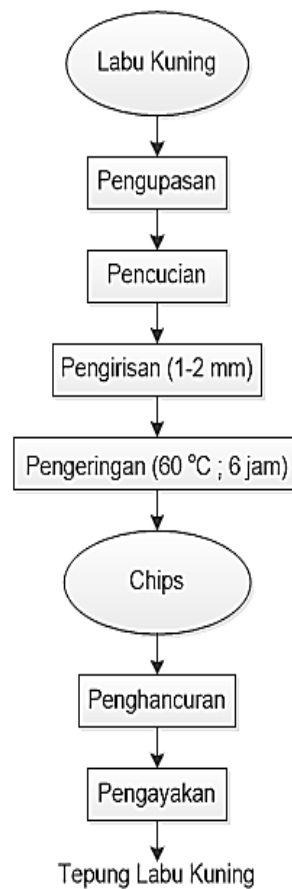 Labu Kuning
Pengupasan
Pencucian
Pengirisan (1-2 mm)
Pengeringan (60 °C ; 6 jam)
Chips
Penghancuran
Pengayakan
Tepung Labu Kuning